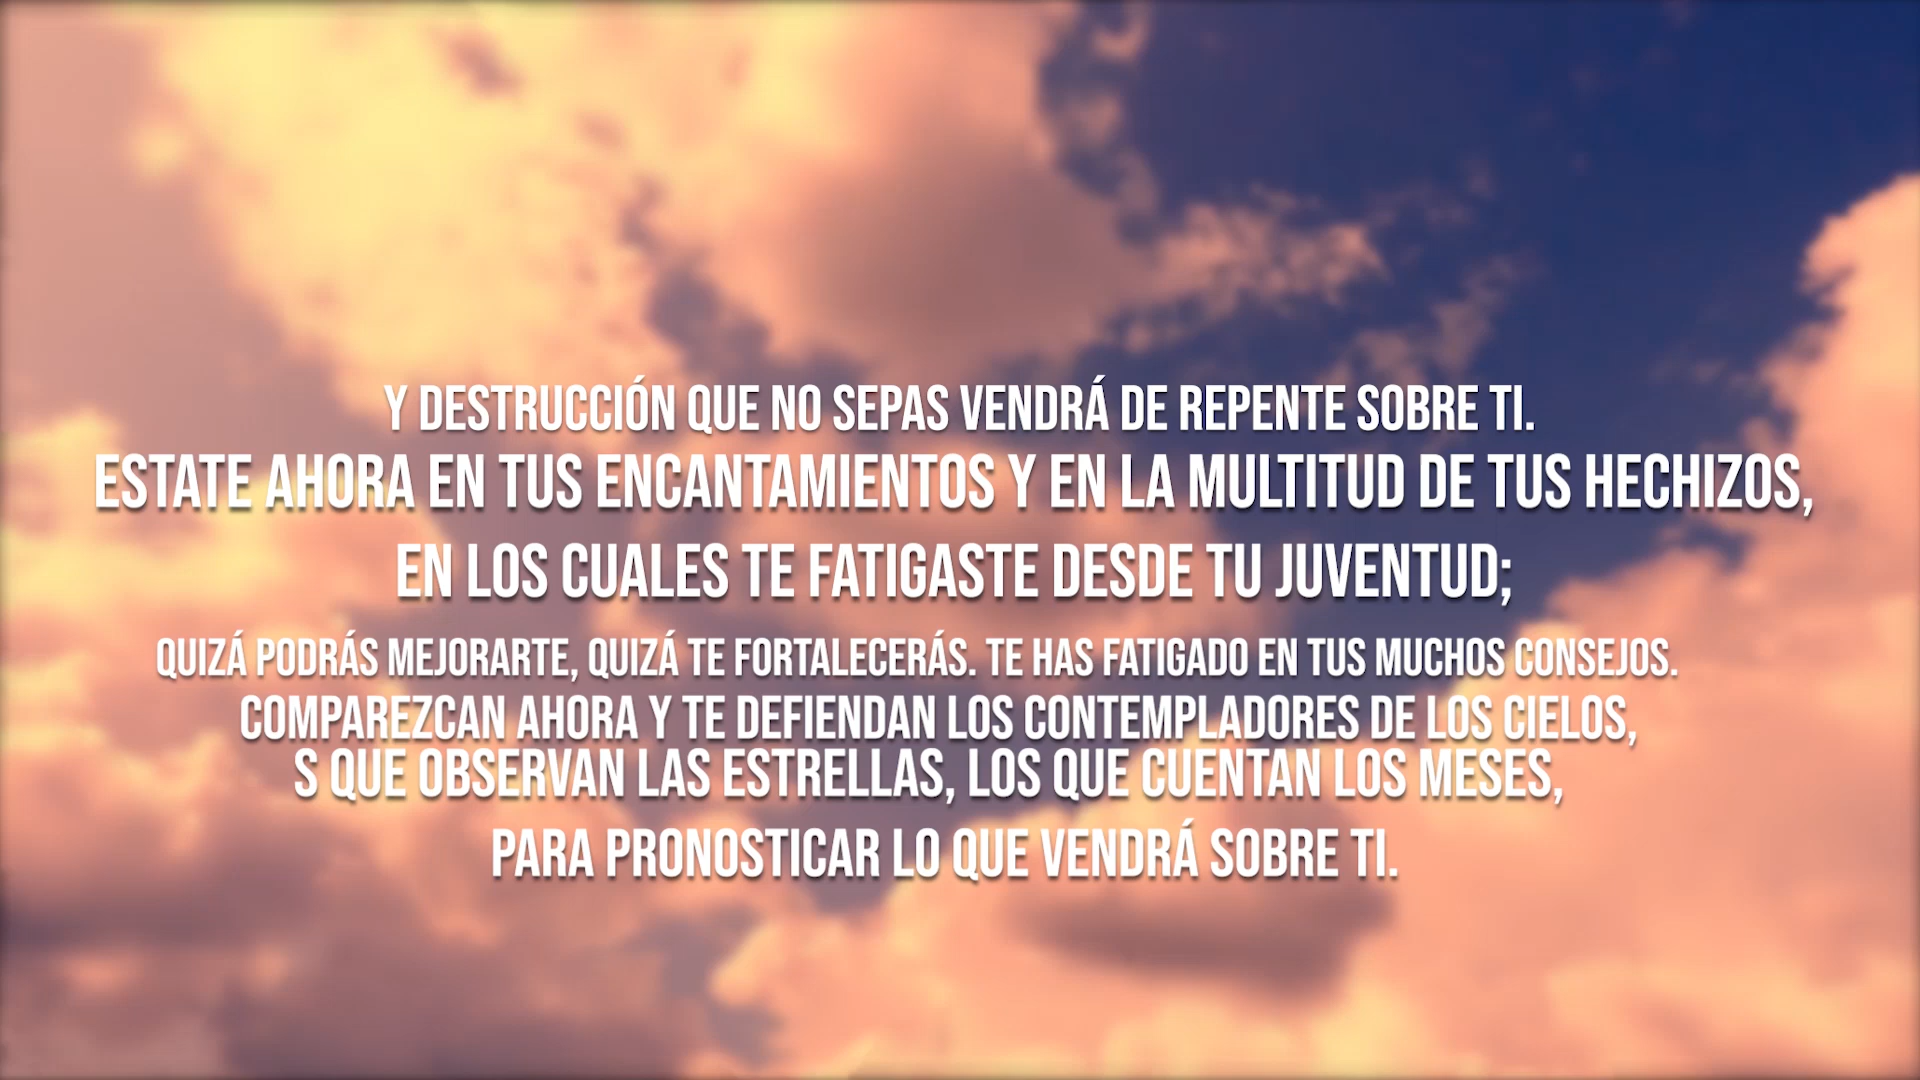 Y DESTRUCCIÓN QUE NO SEPAS VENDRÁ DE REPENTE SOBRE TI.
ESTATE AHORA EN TUS ENCANTAMIENTOS Y EN LA MULTITUD DE TUS HECHIZOS,
EN LOS CUALES TE FATIGASTE DESDE TU JUVENTUD;
QUIZÁ PODRÁS MEJORARTE, QUIZÁ TE FORTALECERÁS. TE HAS FATIGADO EN TUS MUCHOS CONSEJOS.
COMPAREZCAN AHORA Y TE DEFIENDAN LOS CONTEMPLADORES DE LOS CIELOS,
S QUE OBSERVAN LAS ESTRELLAS, LOS QUE CUENTAN LOS MESES,
PARA PRONOSTICAR LO QUE VENDRÁ SOBRE TI.